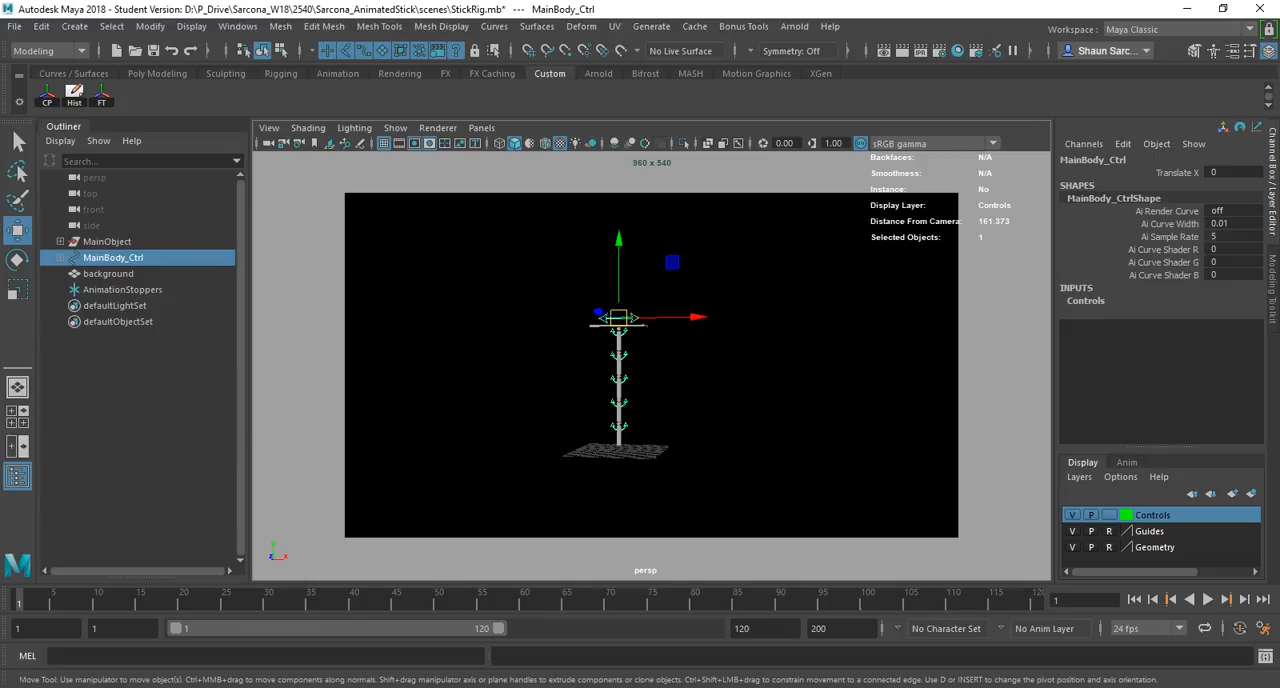 Autodesk Maya 2018 - Student Version: D:\P_Drive\Sarcona_W18\2540\Sarcona_AnimatedStick\scenes\StickRig.mb* --- MainBody_Ctrl
File Edit Create Select Modify Display Windows Mesh Edit Mesh Mesh Tools Mesh Display Curves Surfaces Deform UV Generate Cache Bonus Tools Arnold Help
Workspace: Maya Classic
Modeling No Live Surface Symmetry: Off Shaun Sarc...
Curves / Surfaces Poly Modeling Sculpting Rigging Animation Rendering FX FX Caching Custom Arnold Bifrost MASH Motion Graphics XGen
CP Hist FT
Outliner
Display Show Help
Search...
persp
top
front
side
MainObject
MainBody_Ctrl
background
AnimationStoppers
defaultLightSet
defaultObjectSet
View Shading Lighting Show Renderer Panels
0.00 1.00 sRGB gamma
960 x 540
Backfaces: N/A
Smoothness: N/A
Instance: No
Display Layer: Controls
Distance From Camera: 161.373
Selected Objects: 1
persp
Channels Edit Object Show
MainBody_Ctrl
Translate X 0
SHAPES
MainBody_CtrlShape
Ai Render Curve off
Ai Curve Width 0.01
Ai Sample Rate 5
Ai Curve Shader R 0
Ai Curve Shader G 0
Ai Curve Shader B 0
INPUTS
Controls
Channel Box / Layer Editor
Modeling Toolkit
Display Anim
Layers Options Help
V P Controls
V P R Guides
V P R Geometry
1 5 10 15 20 25 30 35 40 45 50 55 60 65 70 75 80 85 90 95 100 105 110 115 120 1
1 1 1 120 120 200 No Character Set No Anim Layer 24 fps
MEL
Move Tool: Use manipulator to move object(s). Ctrl+MMB+drag to move components along normals. Shift+drag manipulator axis or plane handles to extrude components or clone objects. Ctrl+Shift+LMB+drag to constrain movement to a connected edge. Use D or INSERT to change the pivot position and axis orientation.